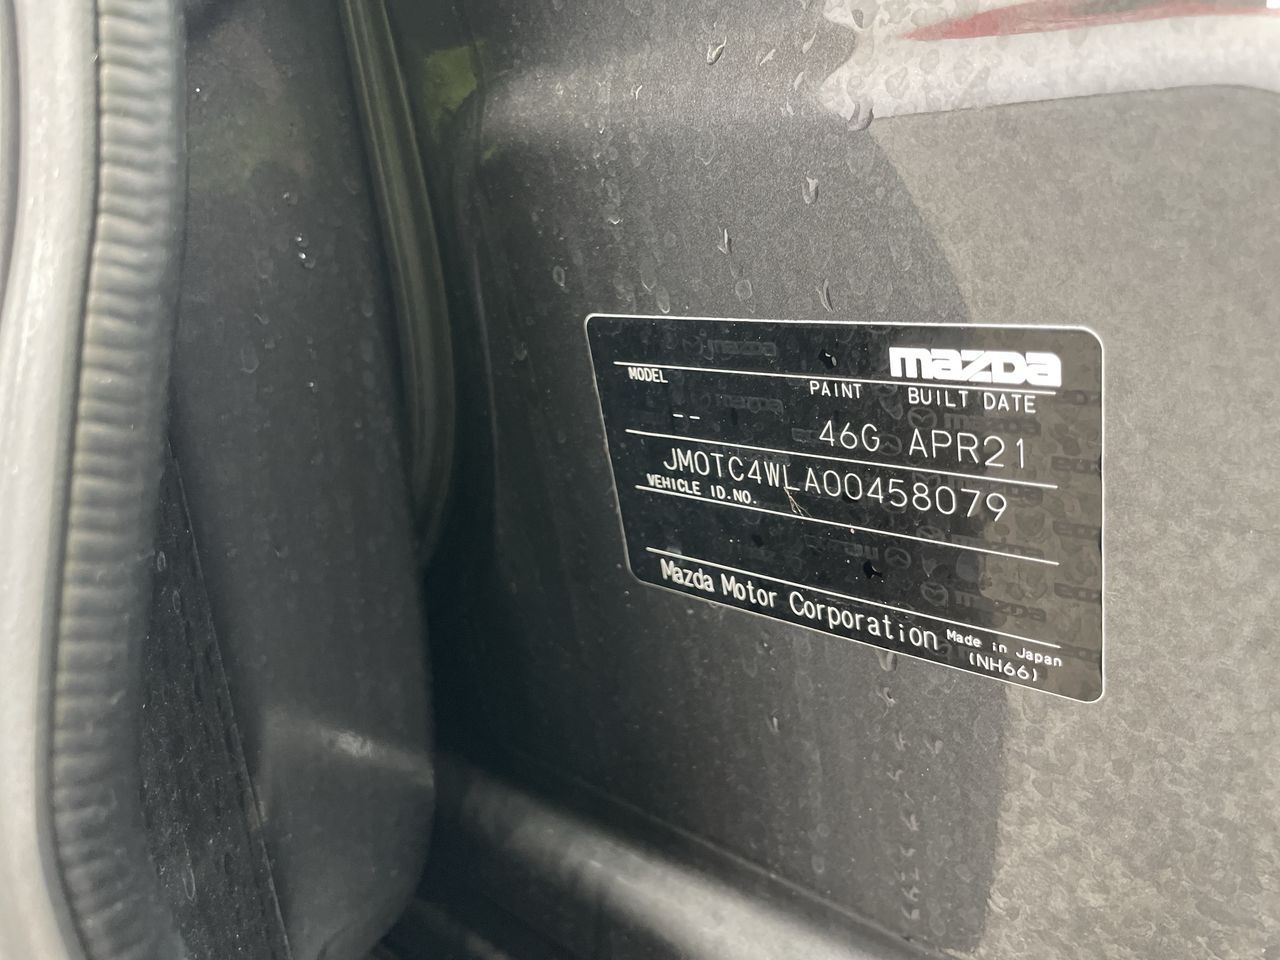 mazda
MODEL PAINT BUILT DATE
-- 46G APR21
JM0TC4WLA00458079
VEHICLE ID.NO.
Mazda Motor Corporation Made in Japan
(NH66)